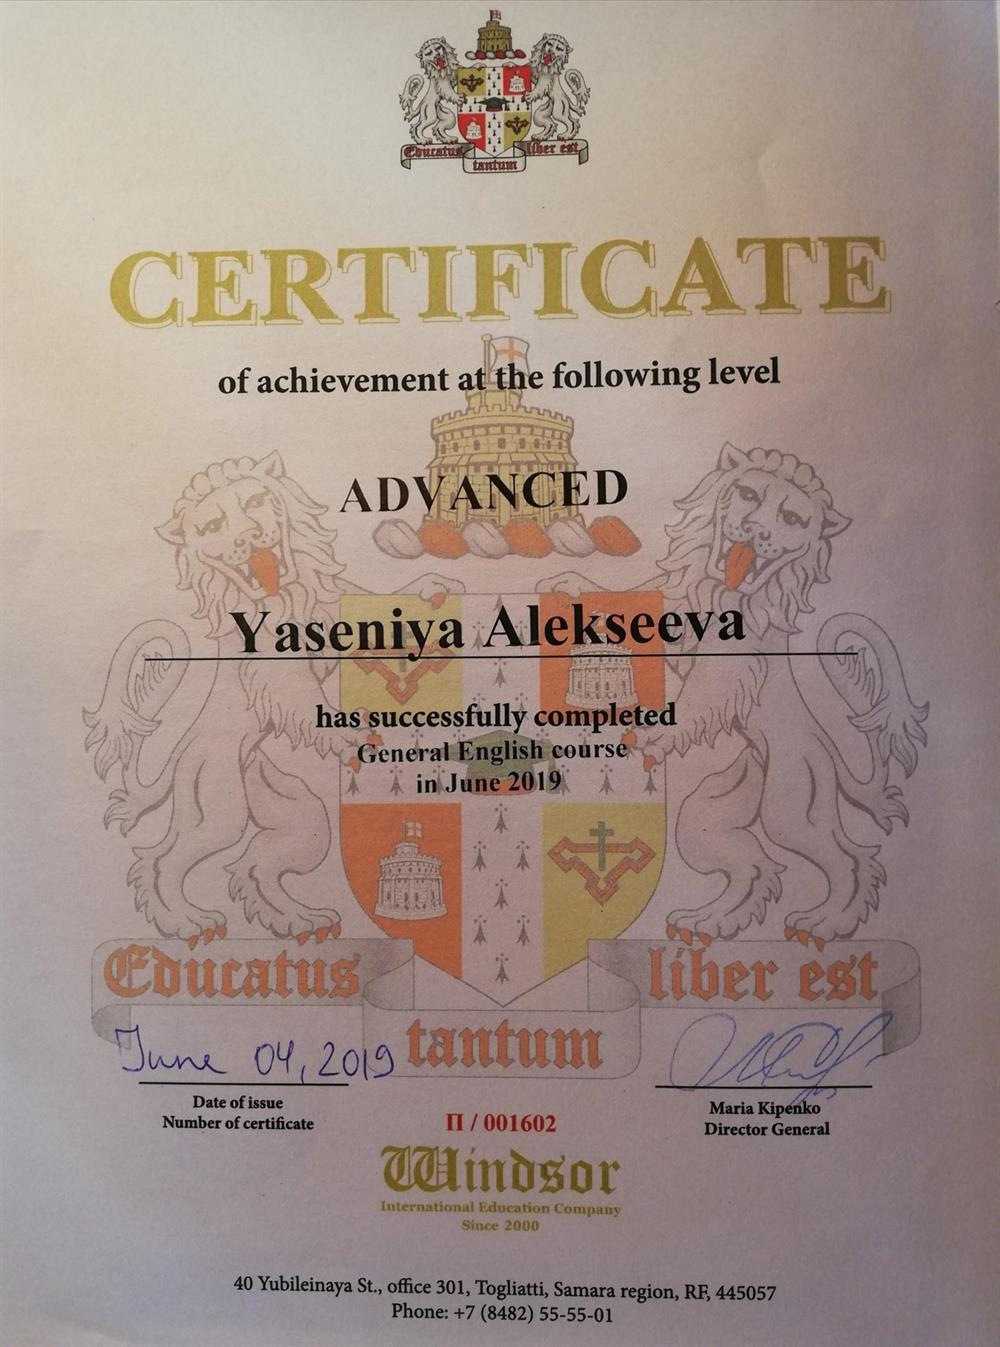 Educatus tantum liber est
CERTIFICATE
of achievement at the following level
ADVANCED
Yaseniya Alekseeva
has successfully completed
General English course
in June 2019
Educatus tantum liber est
June 04, 2019
Date of issue
Number of certificate
П / 001602
Maria Kipenko
Director General
Windsor
International Education Company
Since 2000
40 Yubileinaya St., office 301, Togliatti, Samara region, RF, 445057
Phone: +7 (8482) 55-55-01